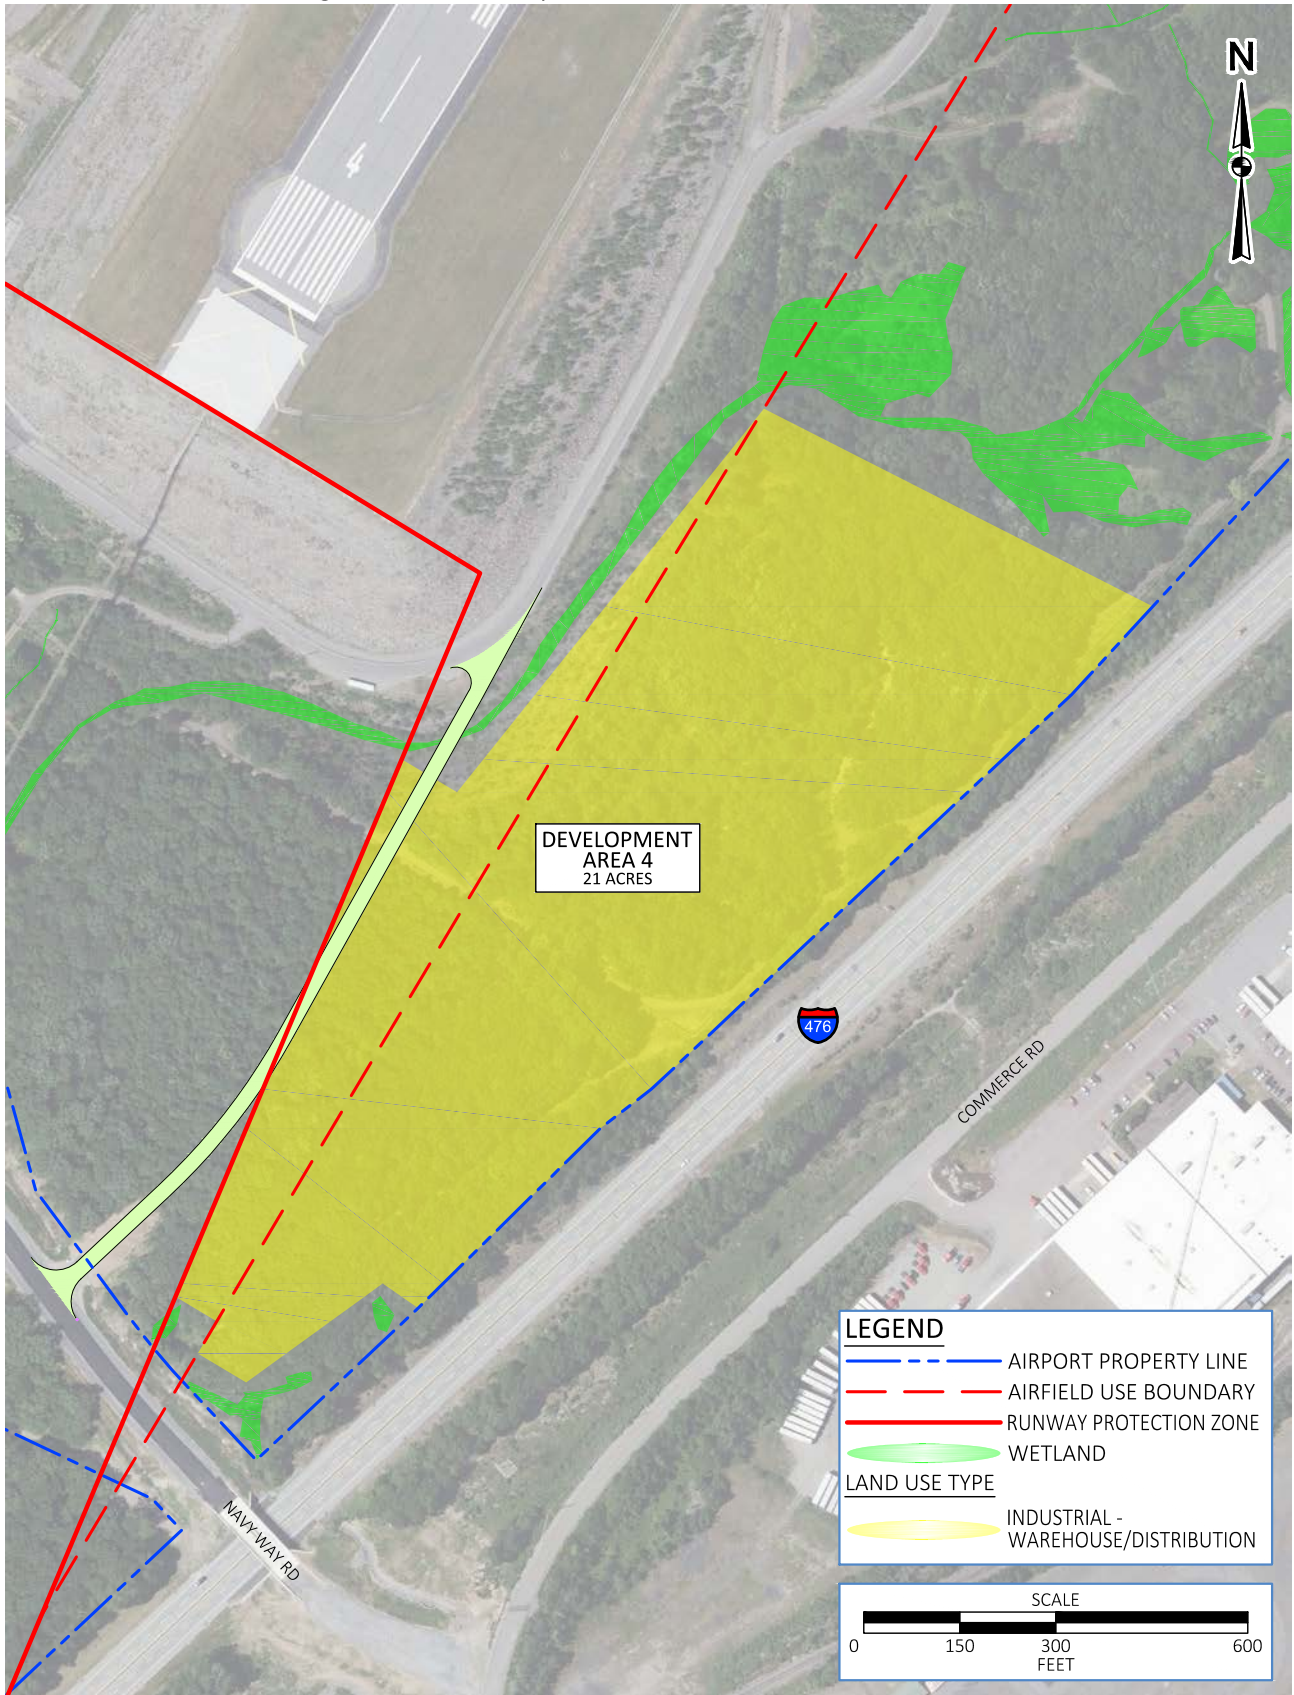 N
4
DEVELOPMENT
AREA 4
21 ACRES
476
COMMERCE RD
NAVY WAY RD
LEGEND
AIRPORT PROPERTY LINE
AIRFIELD USE BOUNDARY
RUNWAY PROTECTION ZONE
WETLAND
LAND USE TYPE
INDUSTRIAL -
WAREHOUSE/DISTRIBUTION
SCALE
0 150 300 600
FEET